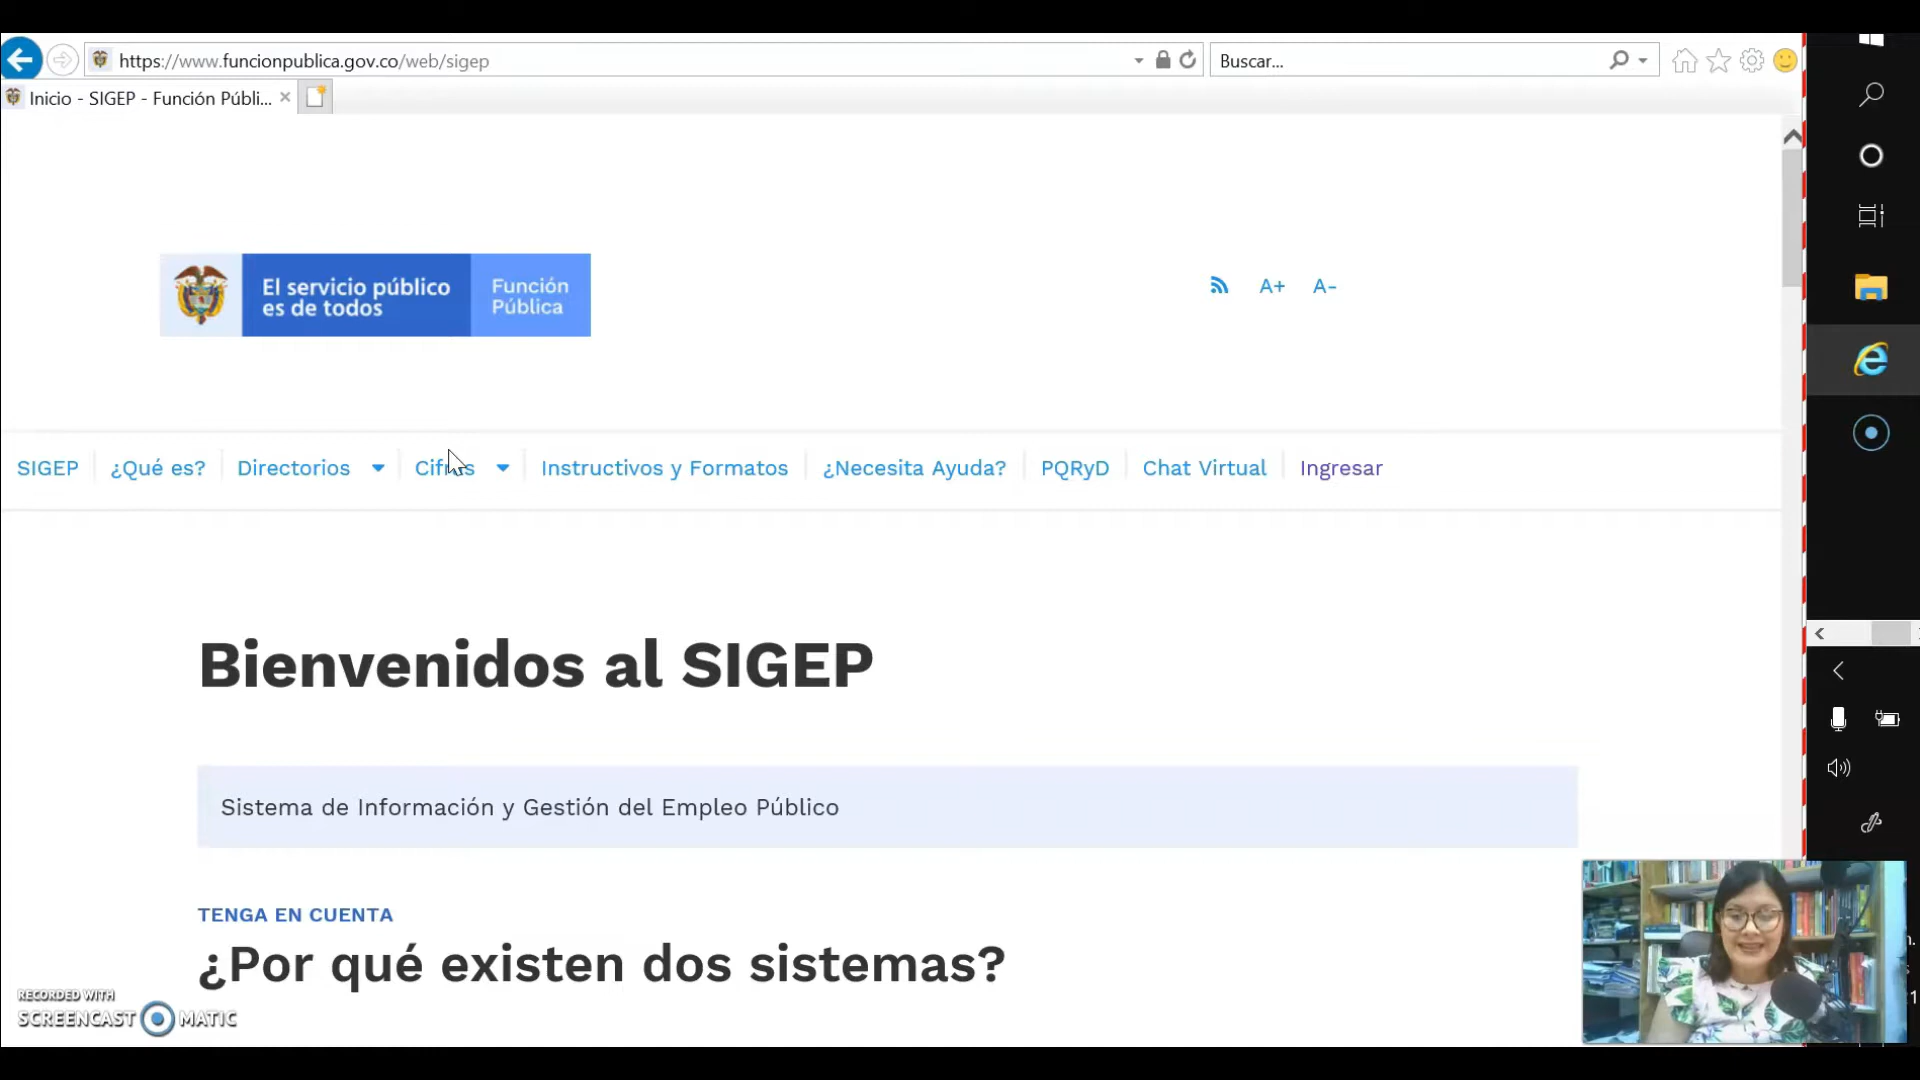 https://www.funcionpublica.gov.co/web/sigep
Buscar...
Inicio - SIGEP - Función Públi...
El servicio público
es de todos
Función
Pública
A+
A-
SIGEP
¿Qué es?
Directorios
Cifras
Instructivos y Formatos
¿Necesita Ayuda?
PQRyD
Chat Virtual
Ingresar
Bienvenidos al SIGEP
Sistema de Información y Gestión del Empleo Público
TENGA EN CUENTA
¿Por qué existen dos sistemas?
RECORDED WITH
SCREENCAST MATIC